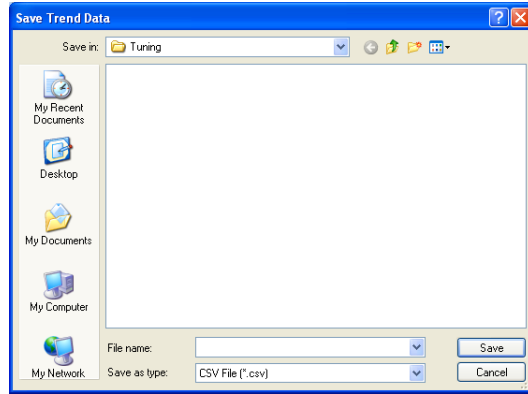 Save Trend Data
Save in: Tuning
My Recent
Documents
Desktop
My Documents
My Computer
My Network
File name:
Save
Save as type: CSV File (*.csv)
Cancel